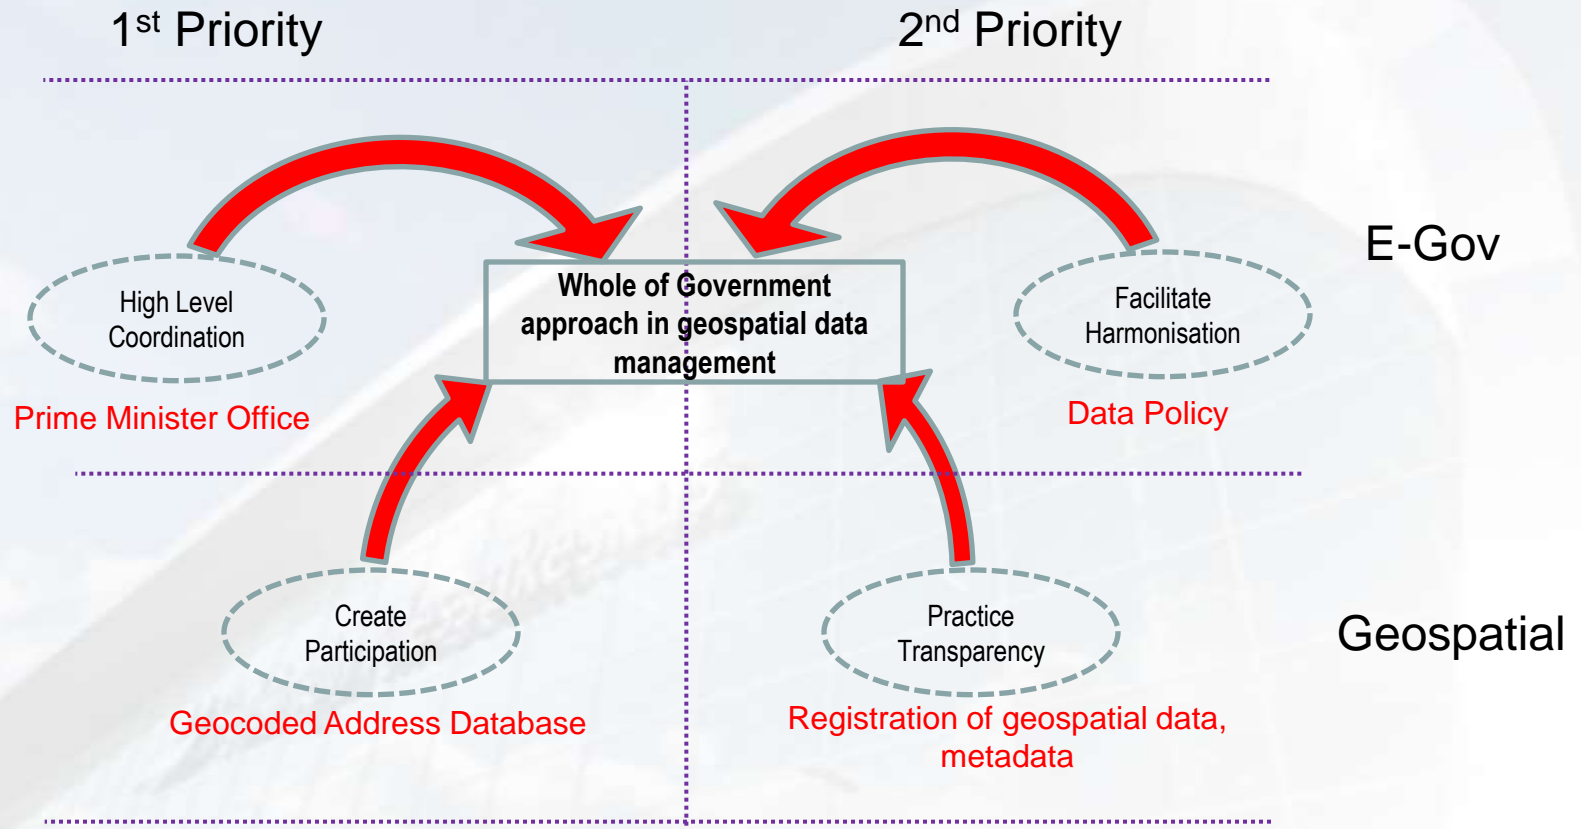 1st Priority
2nd Priority
E-Gov
High Level
Coordination
Whole of Government
approach in geospatial data
management
Facilitate
Harmonisation
Prime Minister Office
Data Policy
Create
Participation
Practice
Transparency
Geospatial
Geocoded Address Database
Registration of geospatial data,
metadata